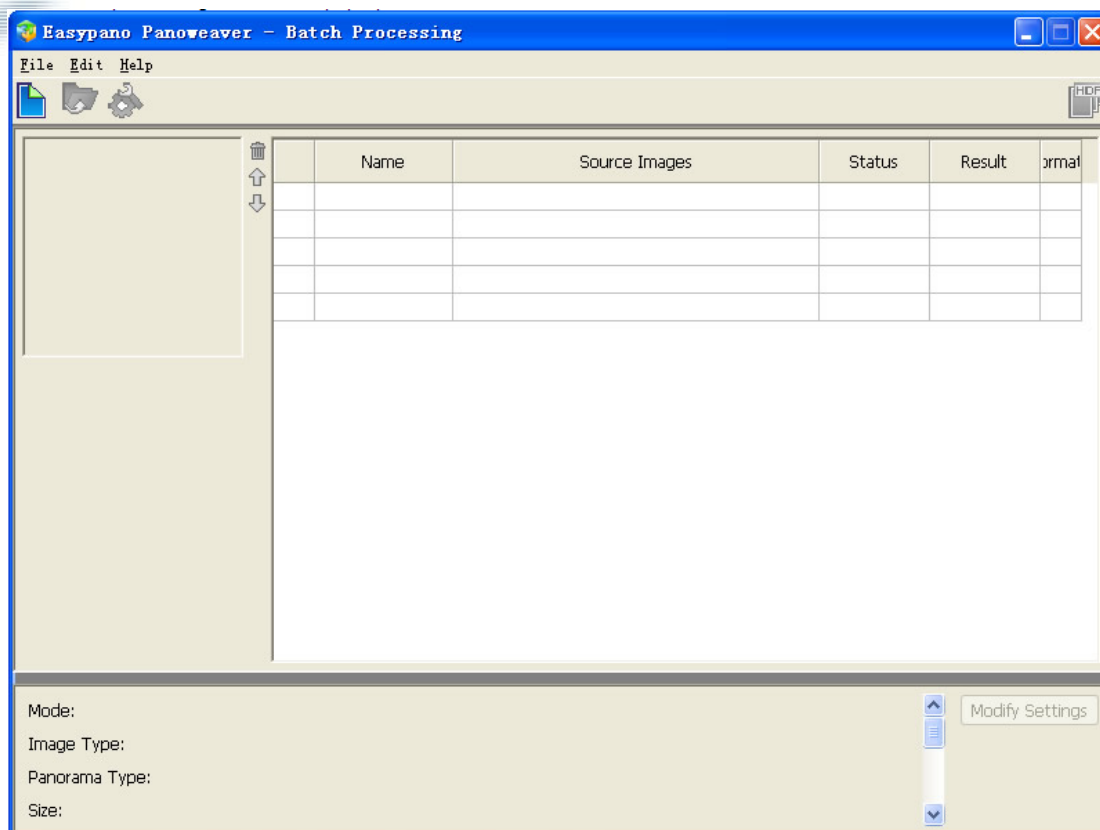 Easypano Panoweaver - Batch Processing
File Edit Help
Name Source Images Status Result ormat
Mode:
Modify Settings
Image Type:
Panorama Type:
Size: